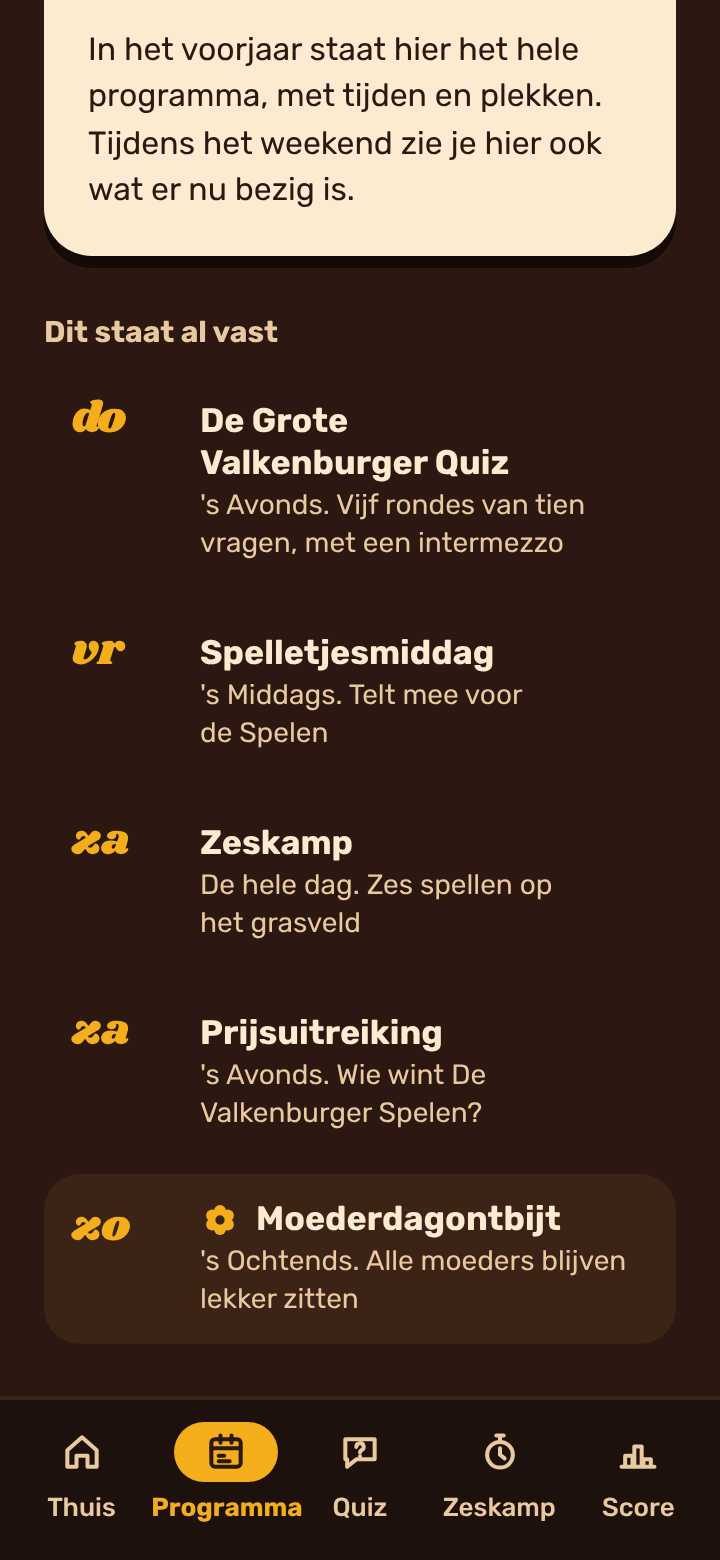 In het voorjaar staat hier het hele
programma, met tijden en plekken.
Tijdens het weekend zie je hier ook
wat er nu bezig is.
Dit staat al vast
do
De Grote
Valkenburger Quiz
's Avonds. Vijf rondes van tien
vragen, met een intermezzo
vr
Spelletjesmiddag
's Middags. Telt mee voor
de Spelen
za
Zeskamp
De hele dag. Zes spellen op
het grasveld
za
Prijsuitreiking
's Avonds. Wie wint De
Valkenburger Spelen?
zo
Moederdagontbijt
's Ochtends. Alle moeders blijven
lekker zitten
Thuis Programma Quiz Zeskamp Score